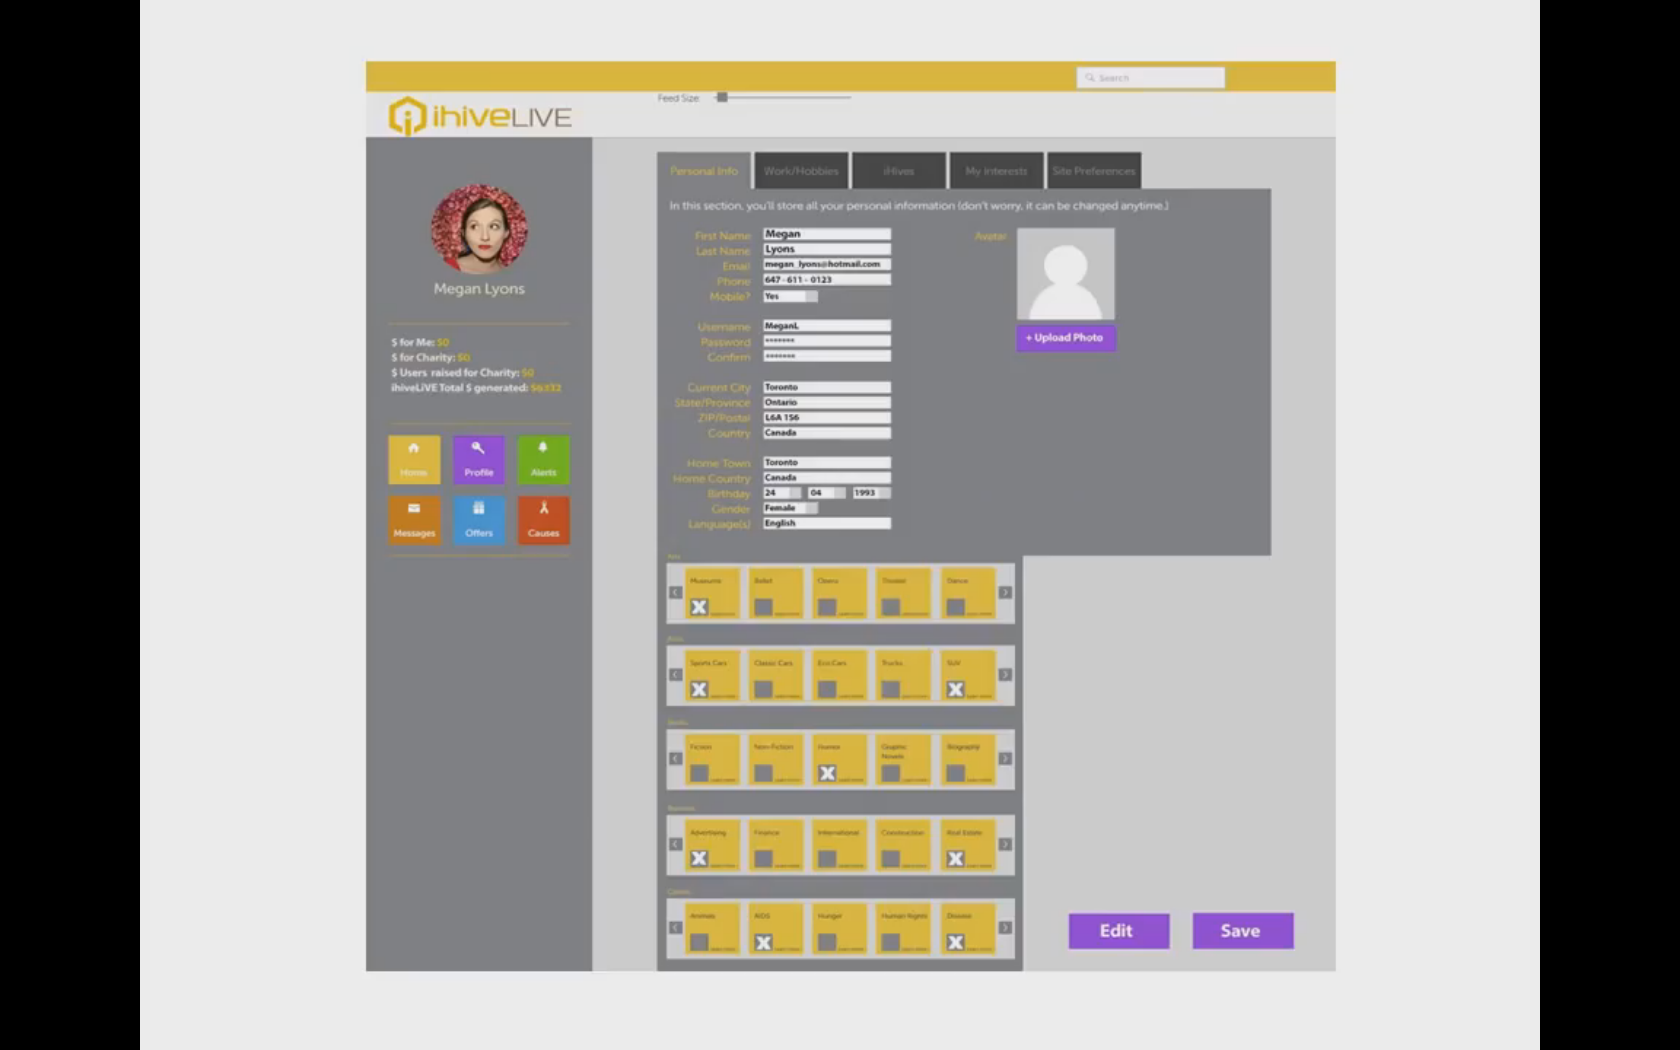 Search
Feed Size:
ihiveLIVE
Personal Info
Work/Hobbies
iHives
My Interests
Site Preferences
In this section, you'll store all your personal information (don't worry, it can be changed anytime.)
First Name
Megan
Last Name
Lyons
Email
megan_lyons@hotmail.com
Phone
647 - 611 - 0123
Mobile?
Yes
Username
MeganL
Password
*******
Confirm
*******
Current City
Toronto
State/Province
Ontario
ZIP/Postal
L6A 1S6
Country
Canada
Home Town
Toronto
Home Country
Canada
Birthday
24 04 1993
Gender
Female
Language(s)
English
Avatar
+ Upload Photo
Megan Lyons
$ for Me: $0
$ for Charity: $0
$ Users raised for Charity: $0
ihiveLiVE Total $ generated:
Home
Profile
Alerts
Messages
Offers
Causes
Museums
Ballet
Opera
Theater
Dance
Sports Cars
Classic Cars
Eco Cars
Trucks
SUV
Fiction
Non-Fiction
Humor
Graphic
Novels
Biography
Advertising
Finance
International
Construction
Real Estate
Animals
AIDS
Hunger
Human Rights
Disease
Edit
Save